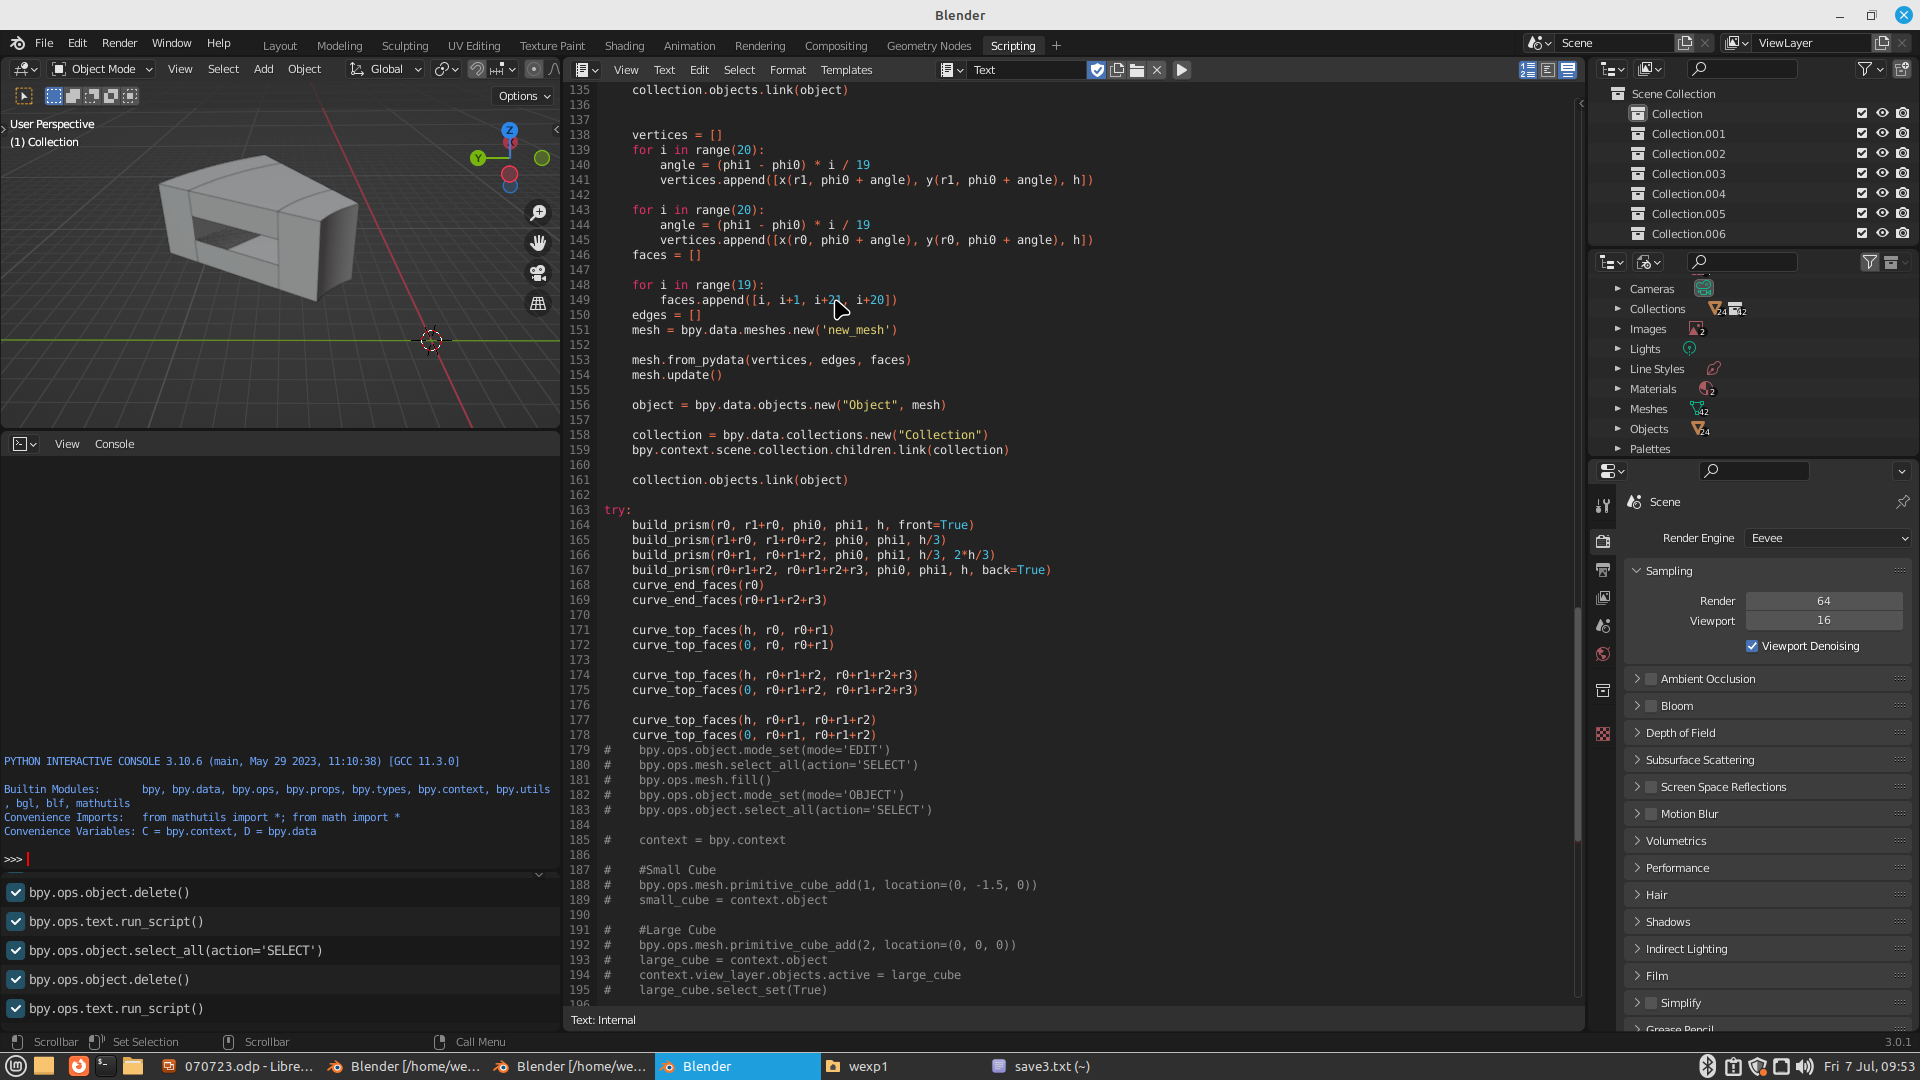 Blender
File Edit Render Window Help
Layout Modeling Sculpting UV Editing Texture Paint Shading Animation Rendering Compositing Geometry Nodes Scripting +
Scene
ViewLayer
Object Mode View Select Add Object Global
View Text Edit Select Format Templates
Text
Options
User Perspective
(1) Collection
Z
Y
135 collection.objects.link(object)
136
137
138 vertices = []
139 for i in range(20):
140 angle = (phi1 - phi0) * i / 19
141 vertices.append([x(r1, phi0 + angle), y(r1, phi0 + angle), h])
142
143 for i in range(20):
144 angle = (phi1 - phi0) * i / 19
145 vertices.append([x(r0, phi0 + angle), y(r0, phi0 + angle), h])
146 faces = []
147
148 for i in range(19):
149 faces.append([i, i+1, i+21, i+20])
150 edges = []
151 mesh = bpy.data.meshes.new('new_mesh')
152
153 mesh.from_pydata(vertices, edges, faces)
154 mesh.update()
155
156 object = bpy.data.objects.new("Object", mesh)
157
158 collection = bpy.data.collections.new("Collection")
159 bpy.context.scene.collection.children.link(collection)
160
161 collection.objects.link(object)
162
163 try:
164 build_prism(r0, r1+r0, phi0, phi1, h, front=True)
165 build_prism(r1+r0, r1+r0+r2, phi0, phi1, h/3)
166 build_prism(r0+r1, r0+r1+r2, phi0, phi1, h/3, 2*h/3)
167 build_prism(r0+r1+r2, r0+r1+r2+r3, phi0, phi1, h, back=True)
168 curve_end_faces(r0)
169 curve_end_faces(r0+r1+r2+r3)
170
171 curve_top_faces(h, r0, r0+r1)
172 curve_top_faces(0, r0, r0+r1)
173
174 curve_top_faces(h, r0+r1+r2, r0+r1+r2+r3)
175 curve_top_faces(0, r0+r1+r2, r0+r1+r2+r3)
176
177 curve_top_faces(h, r0+r1, r0+r1+r2)
178 curve_top_faces(0, r0+r1, r0+r1+r2)
179 # bpy.ops.object.mode_set(mode='EDIT')
180 # bpy.ops.mesh.select_all(action='SELECT')
181 # bpy.ops.mesh.fill()
182 # bpy.ops.object.mode_set(mode='OBJECT')
183 # bpy.ops.object.select_all(action='SELECT')
184
185 # context = bpy.context
186
187 # #Small Cube
188 # bpy.ops.mesh.primitive_cube_add(1, location=(0, -1.5, 0))
189 # small_cube = context.object
190
191 # #Large Cube
192 # bpy.ops.mesh.primitive_cube_add(2, location=(0, 0, 0))
193 # large_cube = context.object
194 # context.view_layer.objects.active = large_cube
195 # large_cube.select_set(True)
196
Text: Internal
View Console
PYTHON INTERACTIVE CONSOLE 3.10.6 (main, May 29 2023, 11:10:38) [GCC 11.3.0]
Builtin Modules: bpy, bpy.data, bpy.ops, bpy.props, bpy.types, bpy.context, bpy.utils
, bgl, blf, mathutils
Convenience Imports: from mathutils import *; from math import *
Convenience Variables: C = bpy.context, D = bpy.data
>>>
bpy.ops.object.delete()
bpy.ops.text.run_script()
bpy.ops.object.select_all(action='SELECT')
bpy.ops.object.delete()
bpy.ops.text.run_script()
Scene Collection
Collection
Collection.001
Collection.002
Collection.003
Collection.004
Collection.005
Collection.006
Cameras
Collections 24 42
Images 2
Lights
Line Styles
Materials 2
Meshes 42
Objects 24
Palettes
Scene
Render Engine Eevee
Sampling
Render 64
Viewport 16
Viewport Denoising
Ambient Occlusion
Bloom
Depth of Field
Subsurface Scattering
Screen Space Reflections
Motion Blur
Volumetrics
Performance
Hair
Shadows
Indirect Lighting
Film
Simplify
Grease Pencil
Scrollbar Set Selection Scrollbar Call Menu
3.0.1
070723.odp - Libre... Blender [/home/we... Blender [/home/we... Blender wexp1 save3.txt (~) Fri 7 Jul, 09:53